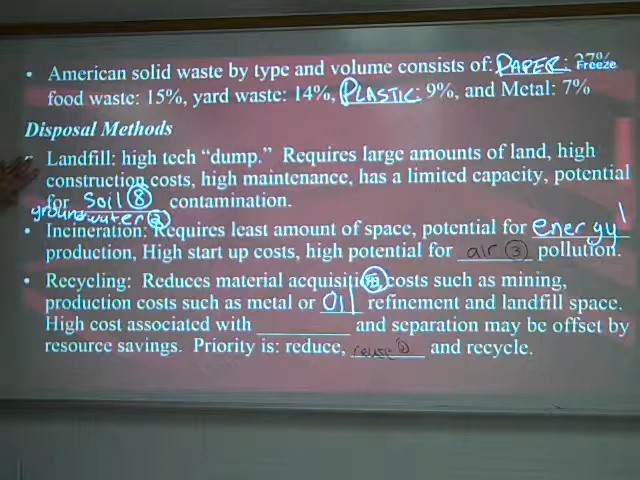 • American solid waste by type and volume consists of: PAPER: 37%
Freeze
food waste: 15%, yard waste: 14%, PLASTIC: 9%, and Metal: 7%
Disposal Methods
Landfill: high tech “dump.” Requires large amounts of land, high
construction costs, high maintenance, has a limited capacity, potential
for soil ⑧ contamination.
groundwater
• Incineration: Requires least amount of space, potential for energy
production, High start up costs, high potential for air ③ pollution.
• Recycling: Reduces material acquisition costs such as mining,
production costs such as metal or oil refinement and landfill space.
High cost associated with ________ and separation may be offset by
resource savings. Priority is: reduce, reuse and recycle.